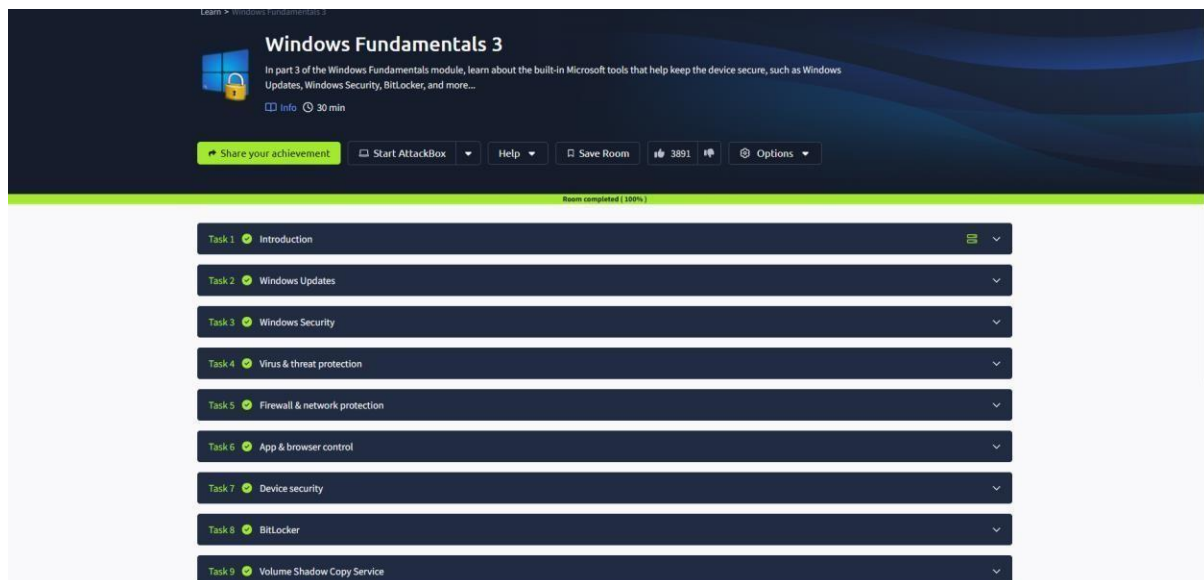 Learn > Windows Fundamentals 3
Windows Fundamentals 3
In part 3 of the Windows Fundamentals module, learn about the built-in Microsoft tools that help keep the device secure, such as Windows
Updates, Windows Security, BitLocker, and more...
Info 30 min
Share your achievement Start AttackBox Help Save Room 3891 Options
Room completed ( 100% )
Task 1 Introduction
Task 2 Windows Updates
Task 3 Windows Security
Task 4 Virus & threat protection
Task 5 Firewall & network protection
Task 6 App & browser control
Task 7 Device security
Task 8 BitLocker
Task 9 Volume Shadow Copy Service